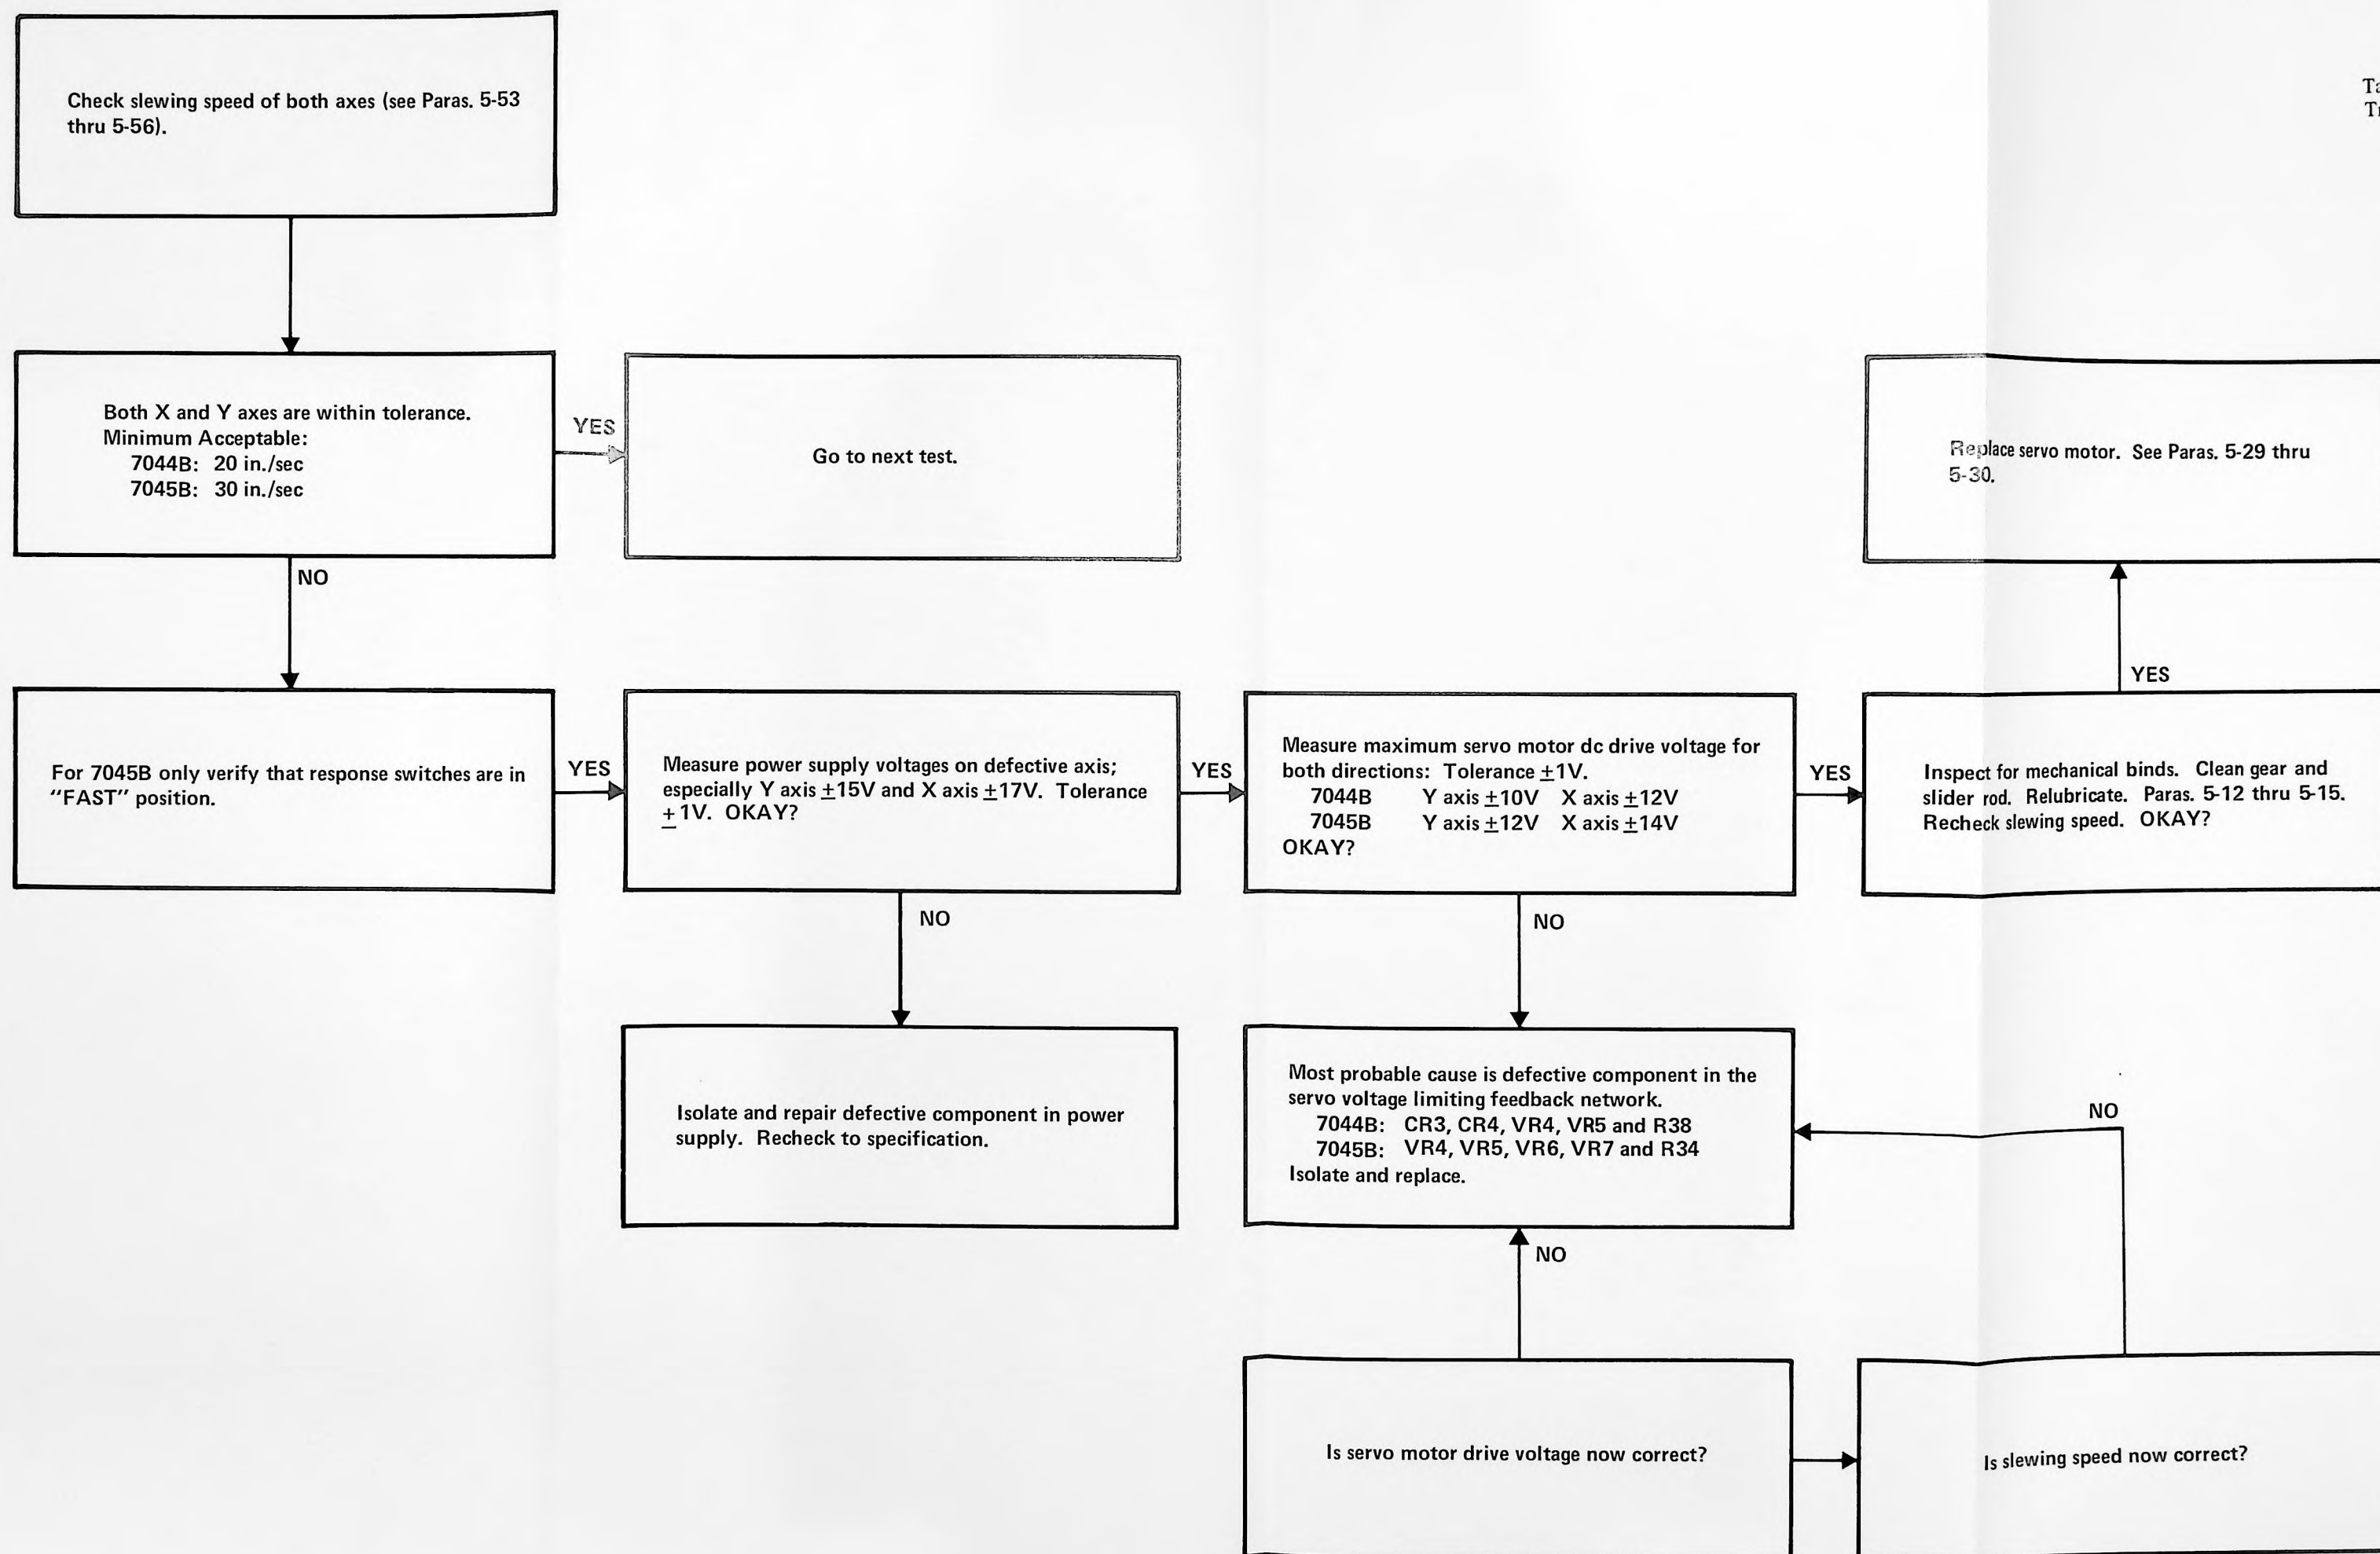 Check slewing speed of both axes (see Paras. 5-53
thru 5-56).
Both X and Y axes are within tolerance.
Minimum Acceptable:
7044B: 20 in./sec
7045B: 30 in./sec
YES
Go to next test.
Replace servo motor. See Paras. 5-29 thru
5-30.
NO
YES
For 7045B only verify that response switches are in
“FAST” position.
YES
Measure power supply voltages on defective axis;
especially Y axis ±15V and X axis ±17V. Tolerance
±1V. OKAY?
YES
Measure maximum servo motor dc drive voltage for
both directions: Tolerance ±1V.
7044B Y axis ±10V X axis ±12V
7045B Y axis ±12V X axis ±14V
OKAY?
YES
Inspect for mechanical binds. Clean gear and
slider rod. Relubricate. Paras. 5-12 thru 5-15.
Recheck slewing speed. OKAY?
NO
NO
Isolate and repair defective component in power
supply. Recheck to specification.
Most probable cause is defective component in the
servo voltage limiting feedback network.
7044B: CR3, CR4, VR4, VR5 and R38
7045B: VR4, VR5, VR6, VR7 and R34
Isolate and replace.
NO
NO
Is servo motor drive voltage now correct?
Is slewing speed now correct?